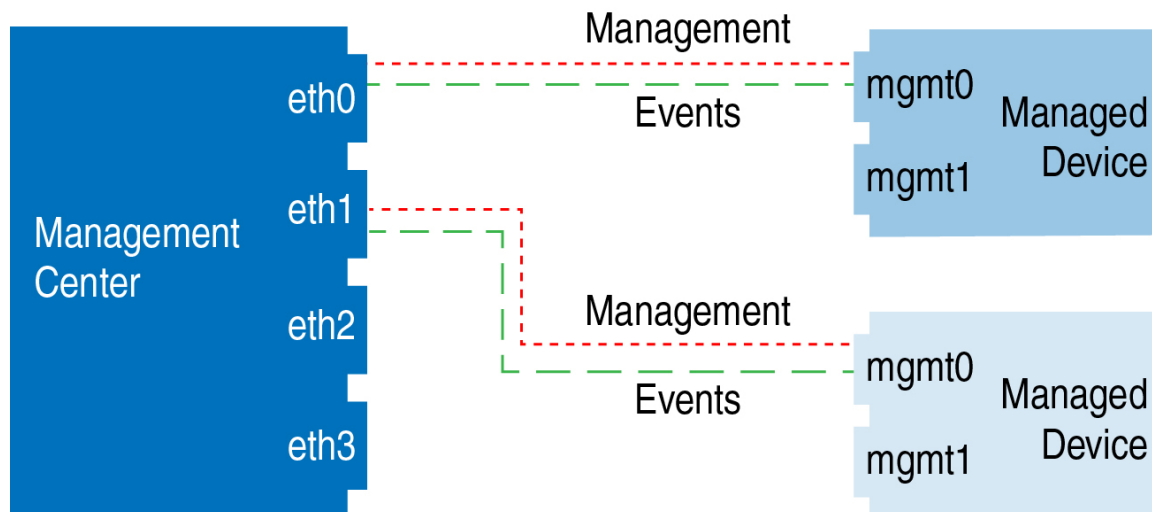 Management
Center
eth0
eth1
eth2
eth3
Management
Events
mgmt0
mgmt1
Managed
Device
Management
Events
mgmt0
mgmt1
Managed
Device